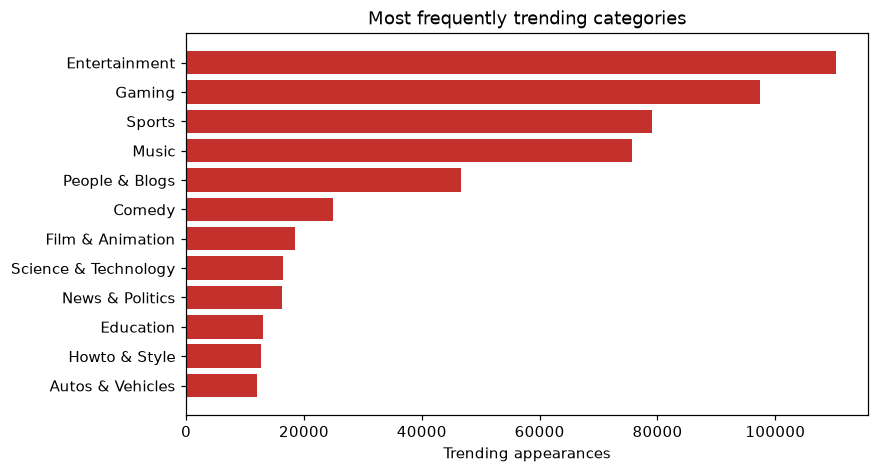 Most frequently trending categories
Entertainment
Gaming
Sports
Music
People & Blogs
Comedy
Film & Animation
Science & Technology
News & Politics
Education
Howto & Style
Autos & Vehicles
0 20000 40000 60000 80000 100000
Trending appearances